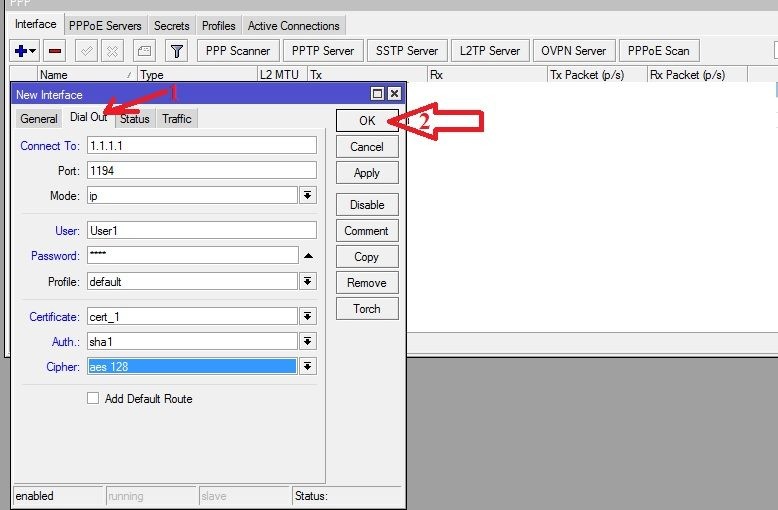 PPP
Interface PPPoE Servers Secrets Profiles Active Connections
PPP Scanner PPTP Server SSTP Server L2TP Server OVPN Server PPPoE Scan
Name / Type L2 MTU Tx Rx Tx Packet (p/s) Rx Packet (p/s)
New Interface
1
General Dial Out Status Traffic
OK
2
Connect To: 1.1.1.1
Cancel
Port: 1194
Apply
Mode: ip
Disable
User: User1
Comment
Password: ****
Copy
Profile: default
Remove
Certificate: cert_1
Torch
Auth.: sha1
Cipher: aes 128
Add Default Route
enabled running slave Status: